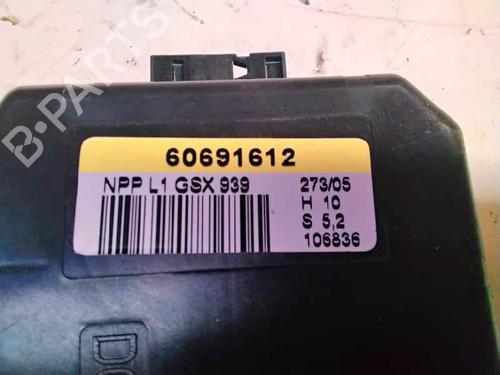 B-PARTS
60691612
NPP L1 GSX 939
273/05
H 10
S 5,2
106836